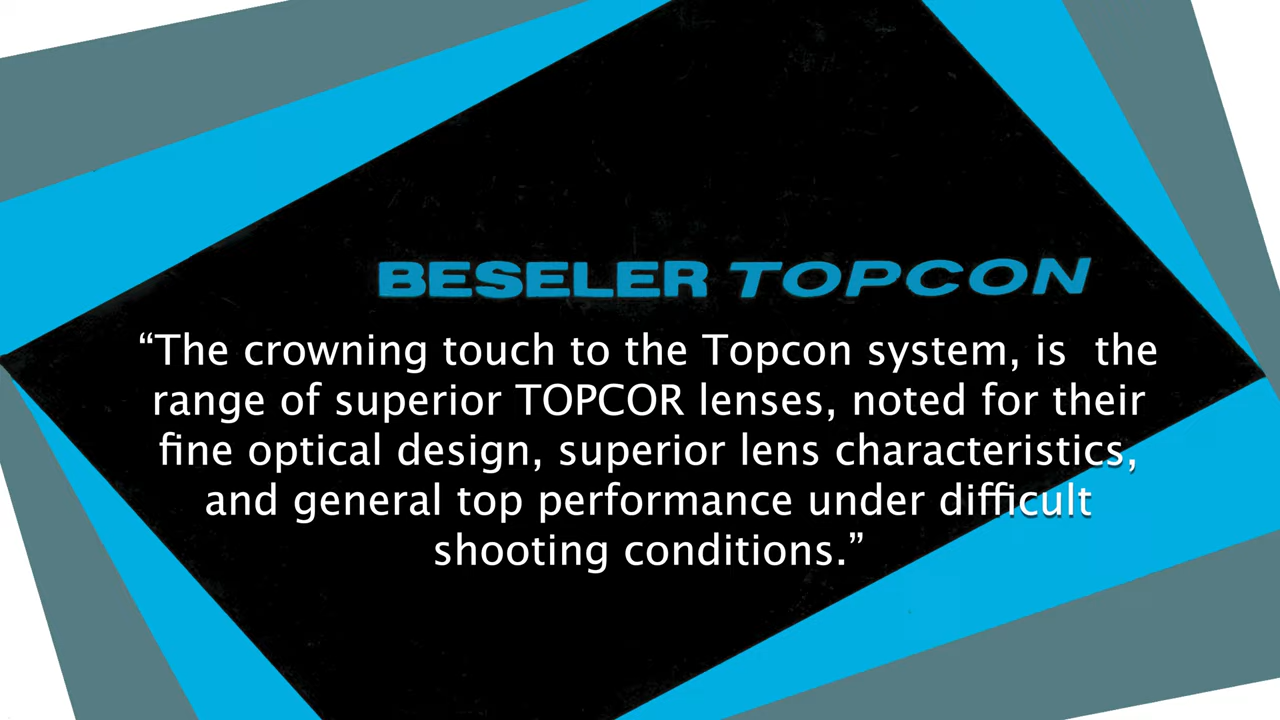 BESELER TOPCON
“The crowning touch to the Topcon system, is  the
range of superior TOPCOR lenses, noted for their
fine optical design, superior lens characteristics,
and general top performance under difficult
shooting conditions.”